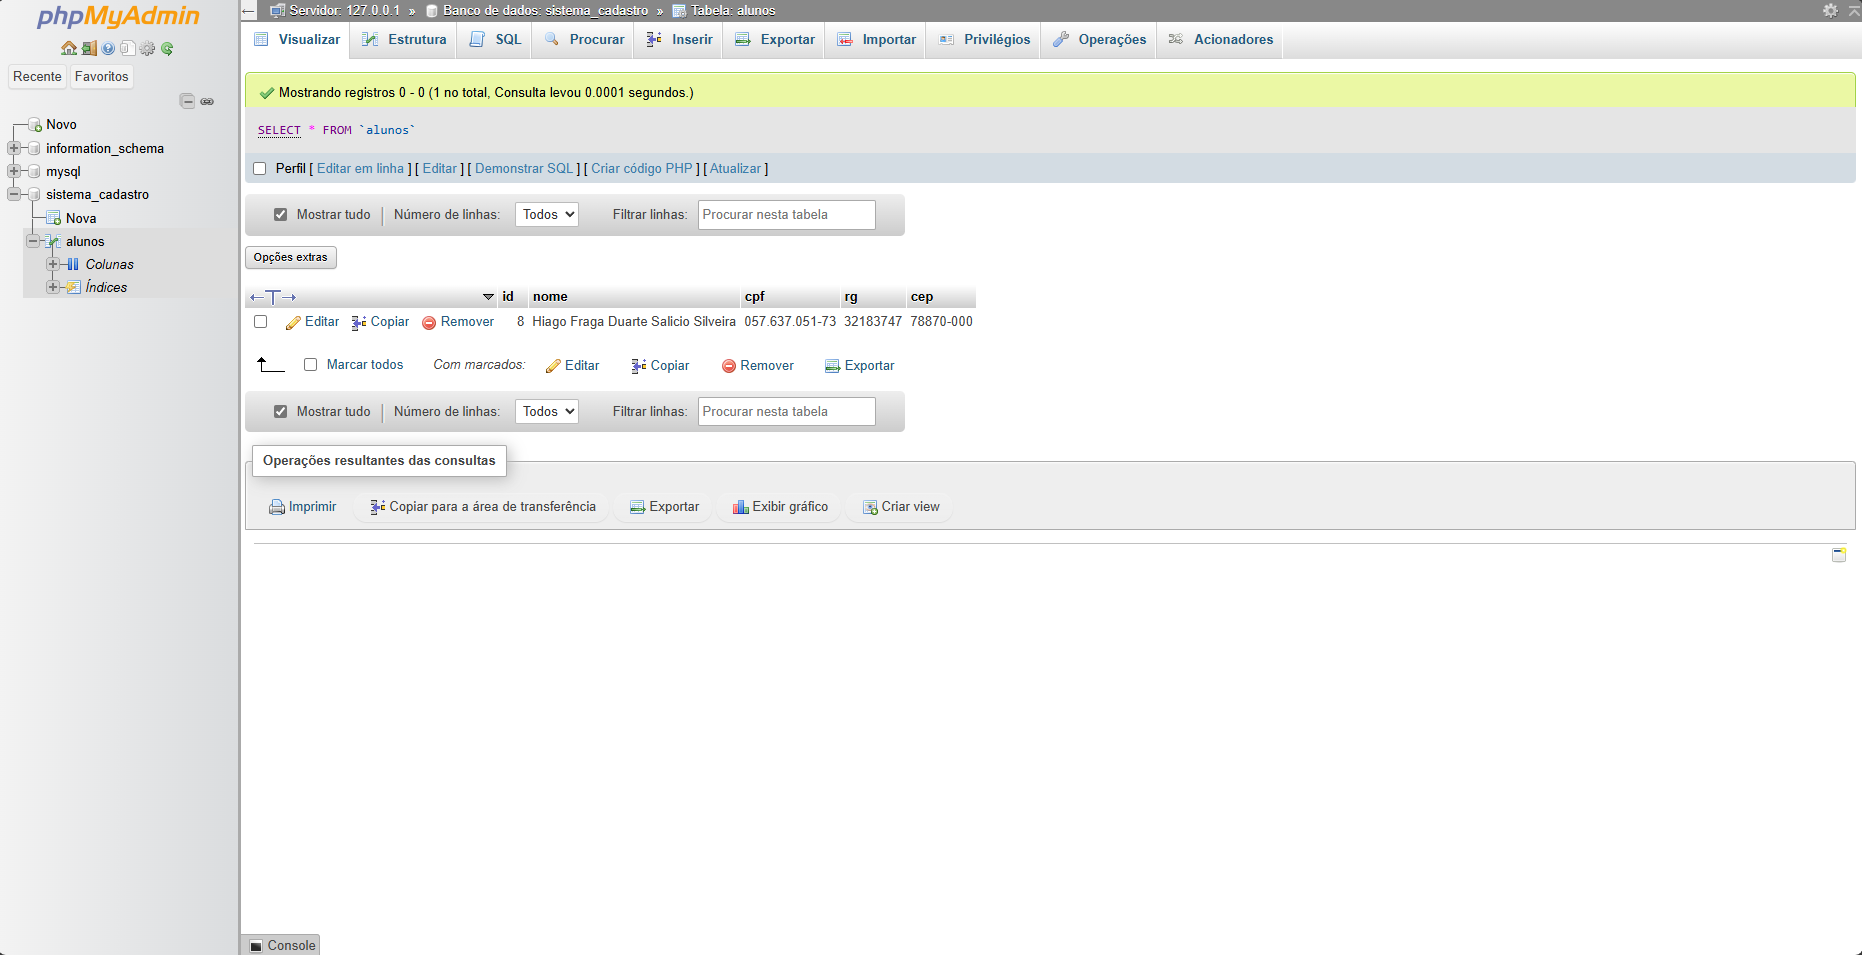 phpMyAdmin
Recente Favoritos
Novo
information_schema
mysql
sistema_cadastro
Nova
alunos
Colunas
Índices
Servidor: 127.0.0.1 » Banco de dados: sistema_cadastro » Tabela: alunos
Visualizar Estrutura SQL Procurar Inserir Exportar Importar Privilégios Operações Acionadores
Mostrando registros 0 - 0 (1 no total, Consulta levou 0.0001 segundos.)
SELECT * FROM `alunos`
Perfil [ Editar em linha ] [ Editar ] [ Demonstrar SQL ] [ Criar código PHP ] [ Atualizar ]
Mostrar tudo | Número de linhas: Todos Filtrar linhas: Procurar nesta tabela
Opções extras
←T→ id nome cpf rg cep
Editar Copiar Remover 8 Hiago Fraga Duarte Salicio Silveira 057.637.051-73 32183747 78870-000
Marcar todos Com marcados: Editar Copiar Remover Exportar
Mostrar tudo | Número de linhas: Todos Filtrar linhas: Procurar nesta tabela
Operações resultantes das consultas
Imprimir Copiar para a área de transferência Exportar Exibir gráfico Criar view
Console